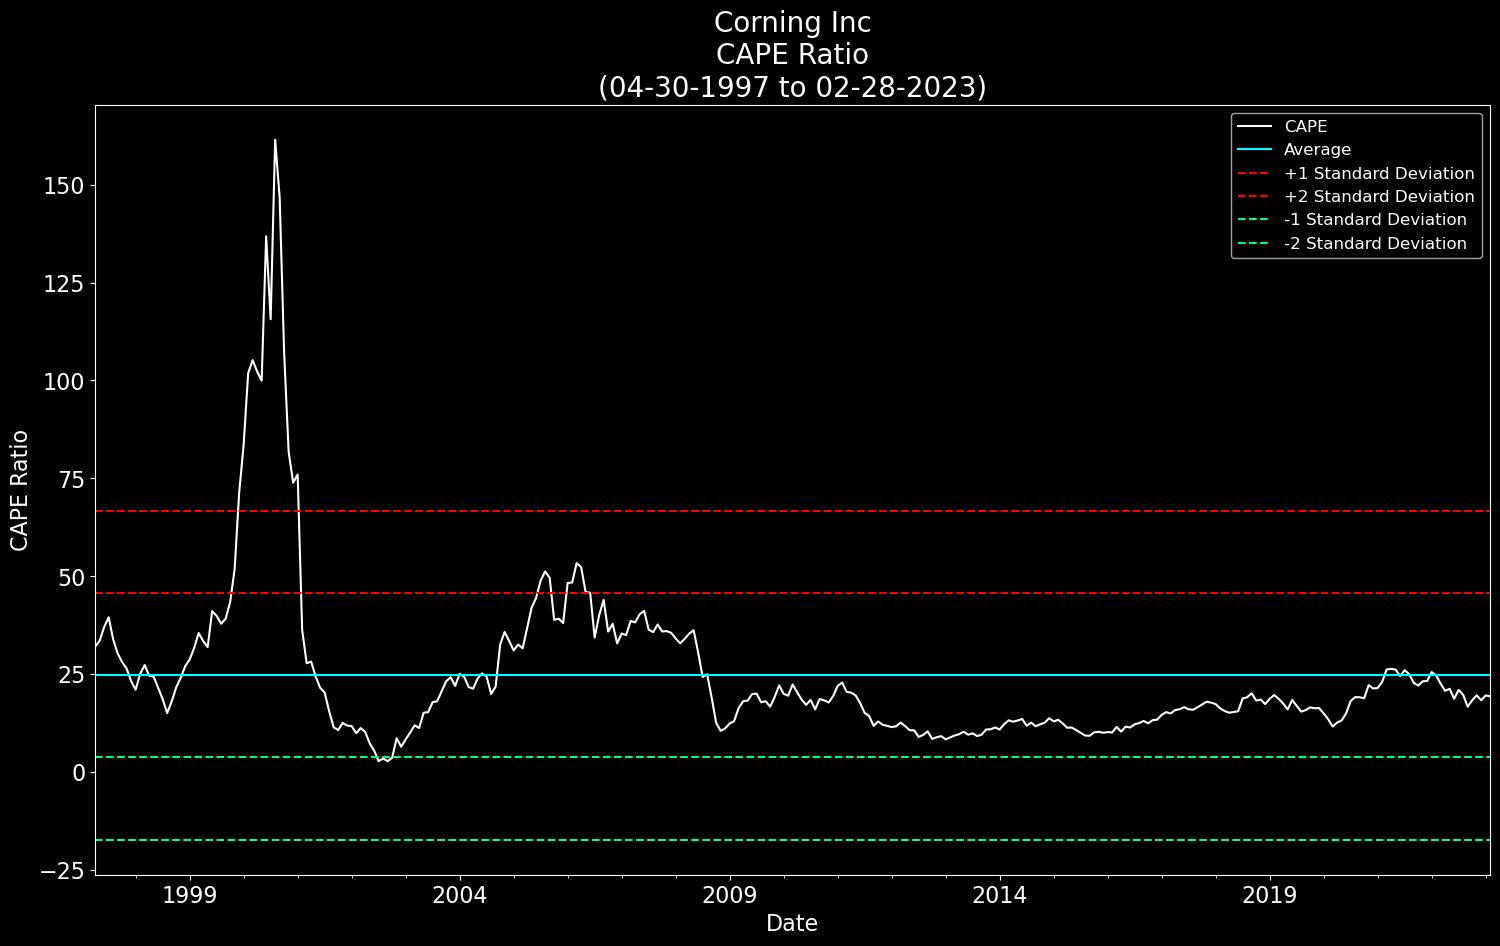 Corning Inc
CAPE Ratio
(04-30-1997 to 02-28-2023)
CAPE
Average
+1 Standard Deviation
+2 Standard Deviation
-1 Standard Deviation
-2 Standard Deviation
CAPE Ratio
150
125
100
75
50
25
0
−25
1999
2004
2009
2014
2019
Date